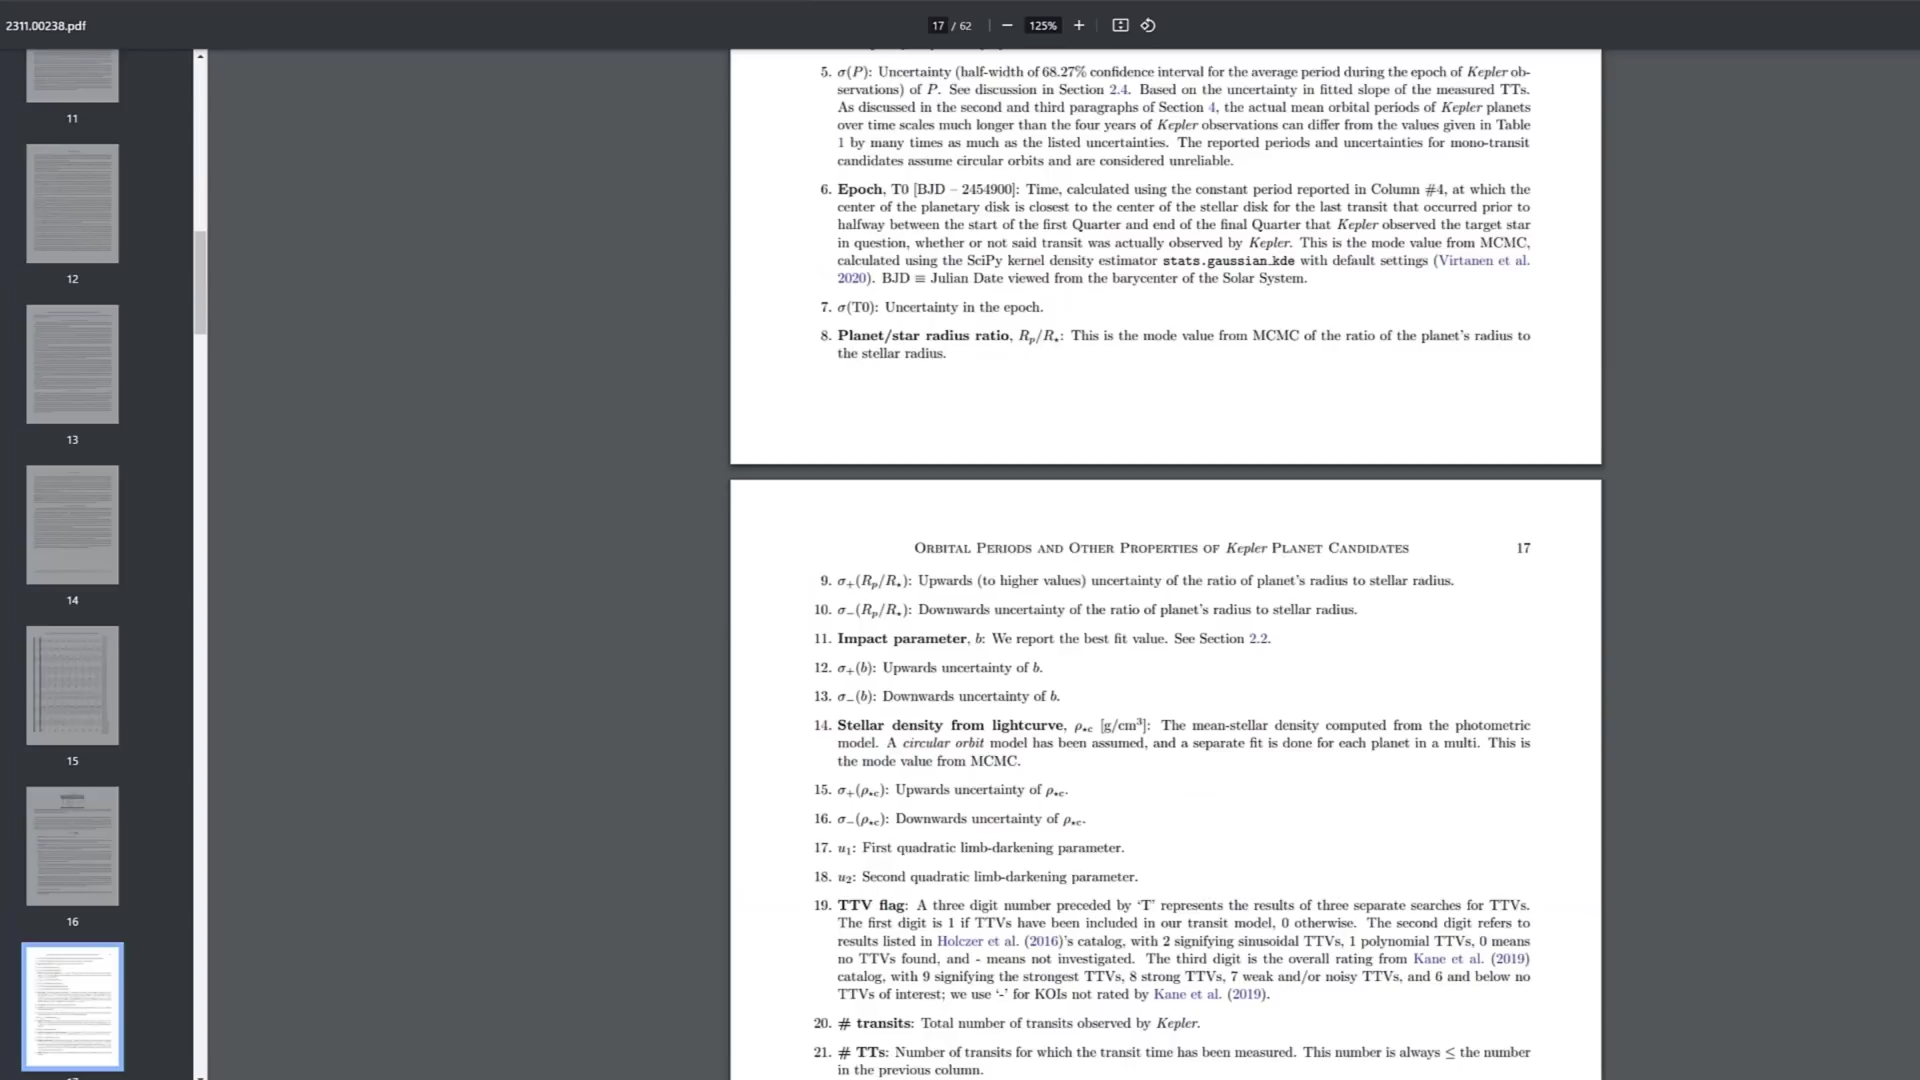 2311.00238.pdf
17 / 62
125%
11
12
13
14
15
16
5. σ(P): Uncertainty (half-width of 68.27% confidence interval for the average period during the epoch of Kepler ob-
servations) of P. See discussion in Section 2.4. Based on the uncertainty in fitted slope of the measured TTs.
As discussed in the second and third paragraphs of Section 4, the actual mean orbital periods of Kepler planets
over time scales much longer than the four years of Kepler observations can differ from the values given in Table
1 by many times as much as the listed uncertainties. The reported periods and uncertainties for mono-transit
candidates assume circular orbits and are considered unreliable.
6. Epoch, T0 [BJD – 2454900]: Time, calculated using the constant period reported in Column #4, at which the
center of the planetary disk is closest to the center of the stellar disk for the last transit that occurred prior to
halfway between the start of the first Quarter and end of the final Quarter that Kepler observed the target star
in question, whether or not said transit was actually observed by Kepler. This is the mode value from MCMC,
calculated using the SciPy kernel density estimator stats.gaussian_kde with default settings (Virtanen et al.
2020). BJD ≡ Julian Date viewed from the barycenter of the Solar System.
7. σ(T0): Uncertainty in the epoch.
8. Planet/star radius ratio, Rp/R⋆: This is the mode value from MCMC of the ratio of the planet's radius to
the stellar radius.
ORBITAL PERIODS AND OTHER PROPERTIES OF Kepler PLANET CANDIDATES 17
9. σ+(Rp/R⋆): Upwards (to higher values) uncertainty of the ratio of planet's radius to stellar radius.
10. σ−(Rp/R⋆): Downwards uncertainty of the ratio of planet's radius to stellar radius.
11. Impact parameter, b: We report the best fit value. See Section 2.2.
12. σ+(b): Upwards uncertainty of b.
13. σ−(b): Downwards uncertainty of b.
14. Stellar density from lightcurve, ρ⋆c [g/cm³]: The mean-stellar density computed from the photometric
model. A circular orbit model has been assumed, and a separate fit is done for each planet in a multi. This is
the mode value from MCMC.
15. σ+(ρ⋆c): Upwards uncertainty of ρ⋆c.
16. σ−(ρ⋆c): Downwards uncertainty of ρ⋆c.
17. u₁: First quadratic limb-darkening parameter.
18. u₂: Second quadratic limb-darkening parameter.
19. TTV flag: A three digit number preceded by 'T' represents the results of three separate searches for TTVs.
The first digit is 1 if TTVs have been included in our transit model, 0 otherwise. The second digit refers to
results listed in Holczer et al. (2016)'s catalog, with 2 signifying sinusoidal TTVs, 1 polynomial TTVs, 0 means
no TTVs found, and - means not investigated. The third digit is the overall rating from Kane et al. (2019)
catalog, with 9 signifying the strongest TTVs, 8 strong TTVs, 7 weak and/or noisy TTVs, and 6 and below no
TTVs of interest; we use '-' for KOIs not rated by Kane et al. (2019).
20. # transits: Total number of transits observed by Kepler.
21. # TTs: Number of transits for which the transit time has been measured. This number is always ≤ the number
in the previous column.